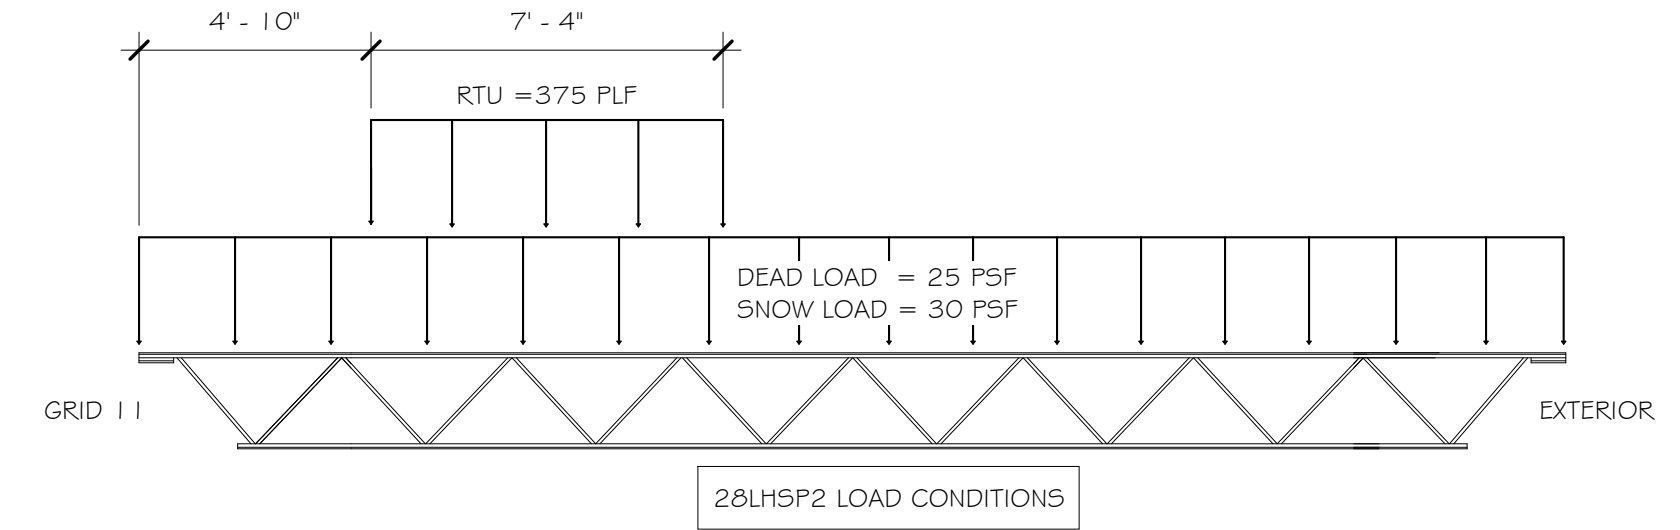 4' - 10"
7' - 4"
RTU =375 PLF
DEAD LOAD = 25 PSF
SNOW LOAD = 30 PSF
GRID 11
EXTERIOR
28LHSP2 LOAD CONDITIONS